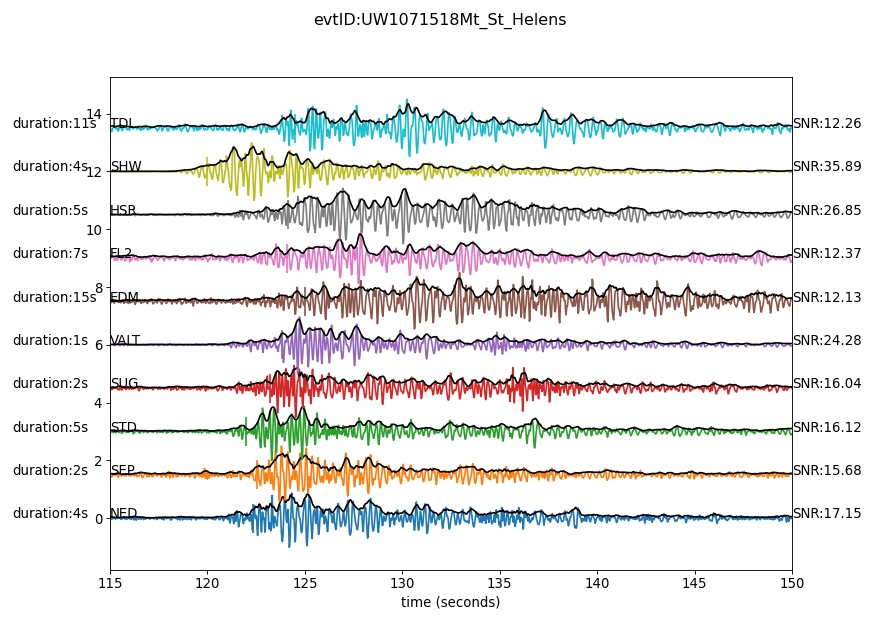 evtID:UW1071518Mt_St_Helens
14
duration:11s TDL SNR:12.26
duration:4s SHW SNR:35.89
12
duration:5s HSR SNR:26.85
10
duration:7s FL2 SNR:12.37
8
duration:15s EDM SNR:12.13
duration:1s VALT SNR:24.28
6
duration:2s SUG SNR:16.04
4
duration:5s STD SNR:16.12
2
duration:2s SEP SNR:15.68
duration:4s NED SNR:17.15
0
115 120 125 130 135 140 145 150
time (seconds)